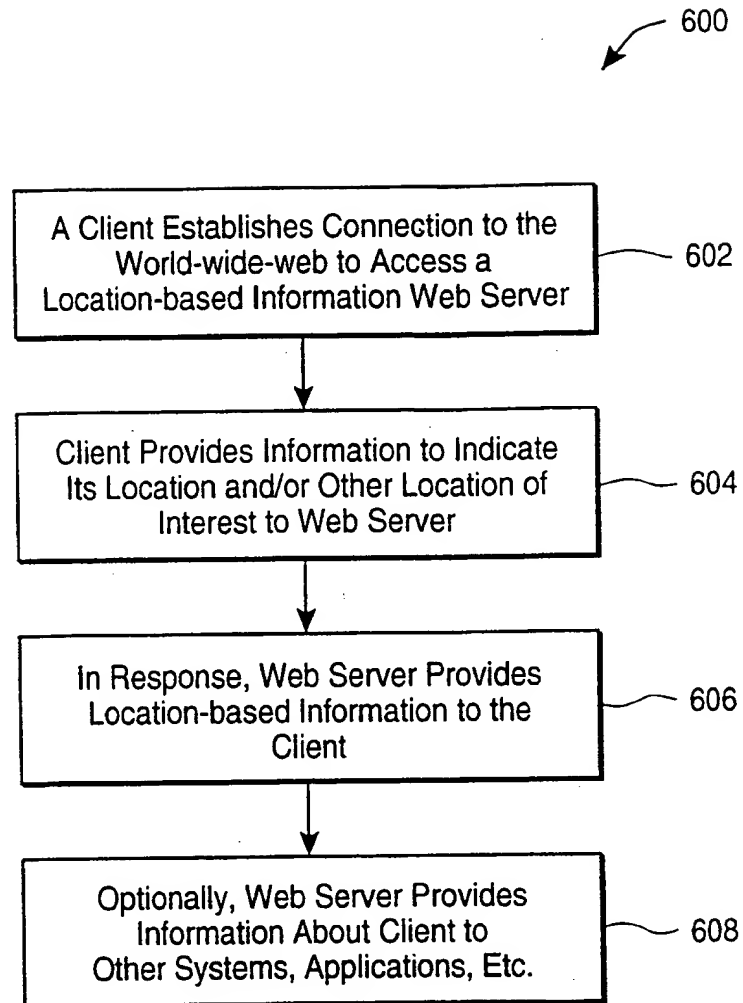 600
A Client Establishes Connection to the
World-wide-web to Access a
Location-based Information Web Server
602
Client Provides Information to Indicate
Its Location and/or Other Location of
Interest to Web Server
604
In Response, Web Server Provides
Location-based Information to the
Client
606
Optionally, Web Server Provides
Information About Client to
Other Systems, Applications, Etc.
608